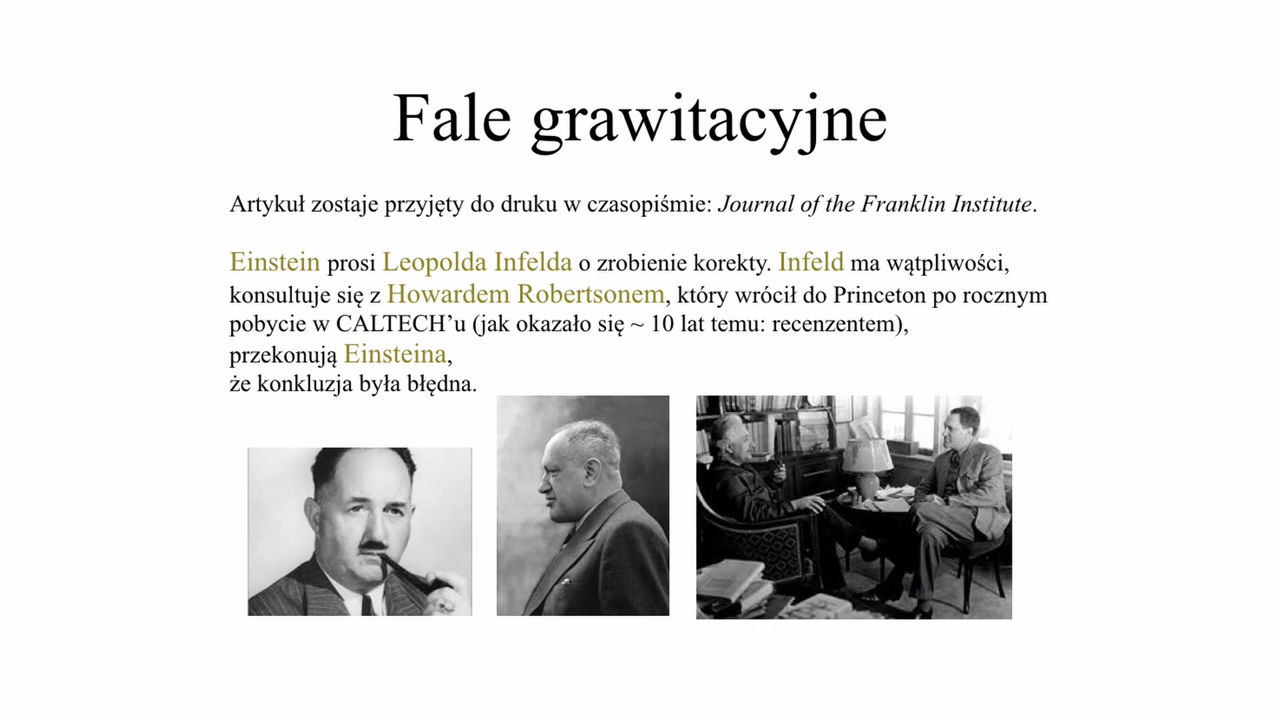 Fale grawitacyjne
Artykuł zostaje przyjęty do druku w czasopiśmie: Journal of the Franklin Institute.
Einstein prosi Leopolda Infelda o zrobienie korekty. Infeld ma wątpliwości,
konsultuje się z Howardem Robertsonem, który wrócił do Princeton po rocznym
pobycie w CALTECH’u (jak okazało się ~ 10 lat temu: recenzentem),
przekonują Einsteina,
że konkluzja była błędna.